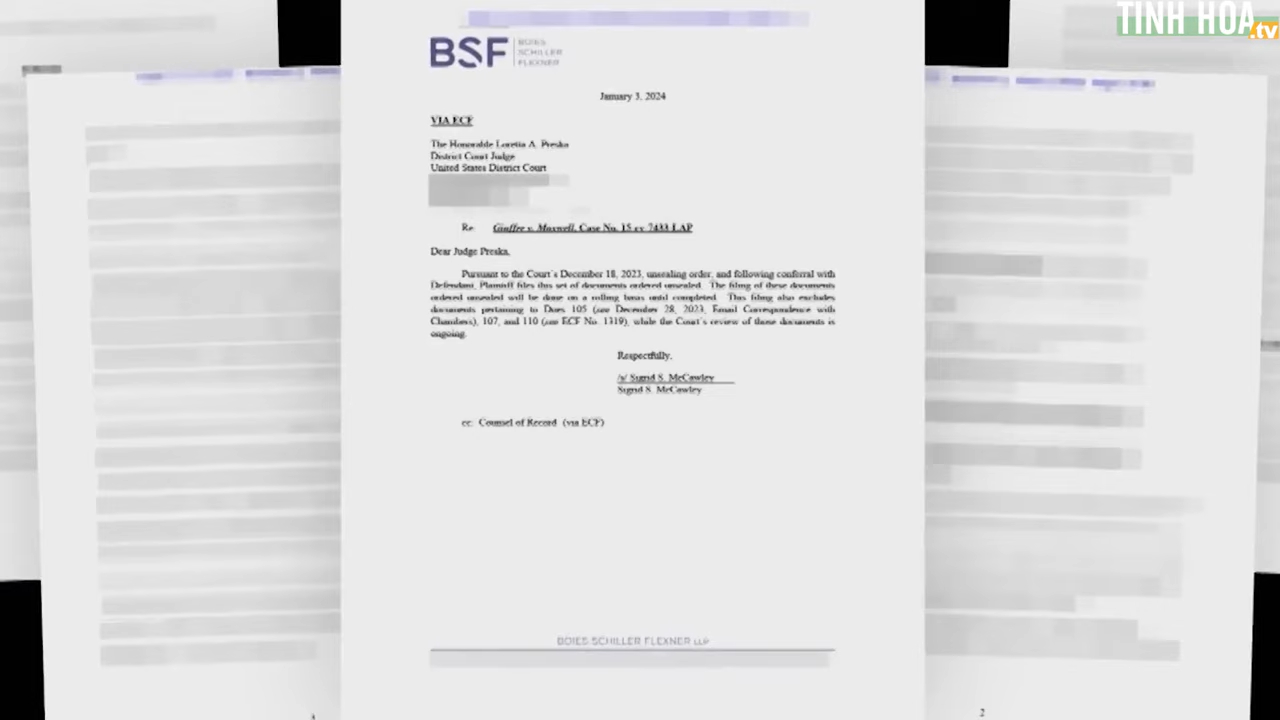 TINH HOA
.tv
BSF
BOIES
SCHILLER
FLEXNER
January 3, 2024
VIA ECF
The Honorable Loretta A. Preska
District Court Judge
United States District Court
Re: Giuffre v. Maxwell, Case No. 15-cv-7433-LAP
Dear Judge Preska,
Pursuant to the Court's December 18, 2023, unsealing order, and following conferral with
Defendant, Plaintiff files this set of documents ordered unsealed. The filing of these documents
ordered unsealed will be done on a rolling basis until completed. This filing also excludes
documents pertaining to Does 105 (see December 28, 2023, Email Correspondence with
Chambers), 107, and 110 (see ECF No. 1319), while the Court's review of those documents is
ongoing.
Respectfully,
/s/ Sigrid S. McCawley
Sigrid S. McCawley
cc: Counsel of Record (via ECF)
BOIES SCHILLER FLEXNER LLP
2